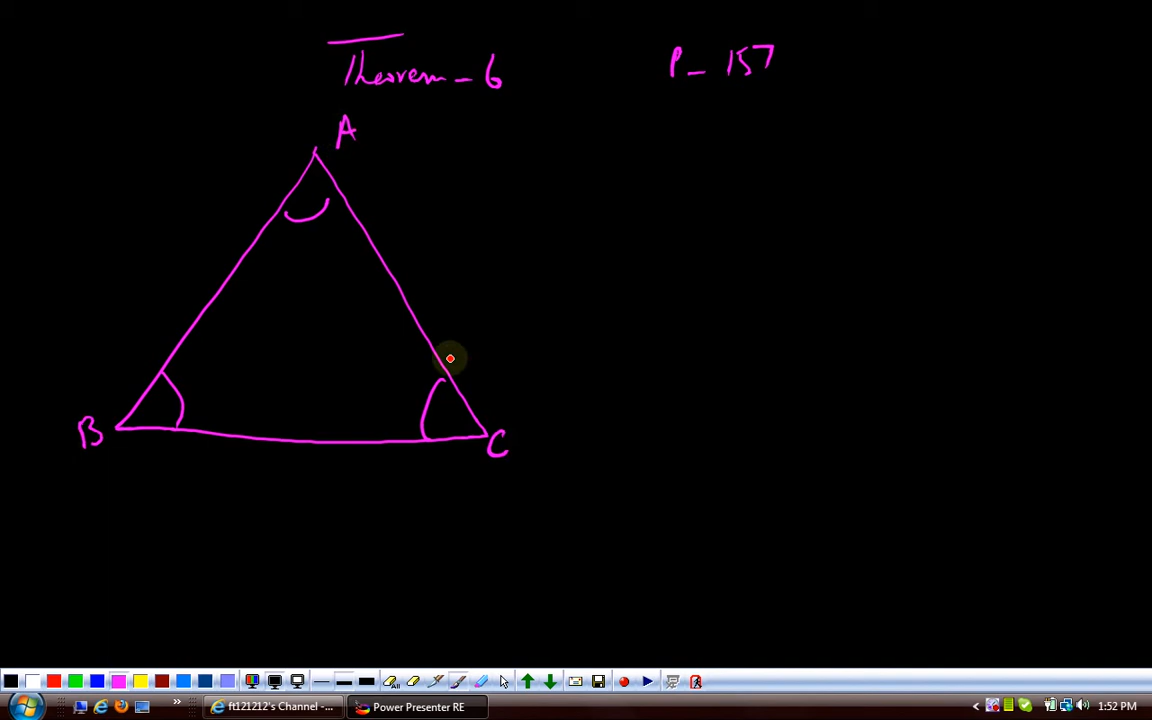 Theorem - 6
P - 157
A
B
C
ft121212's Channel - ...
Power Presenter RE
1:52 PM